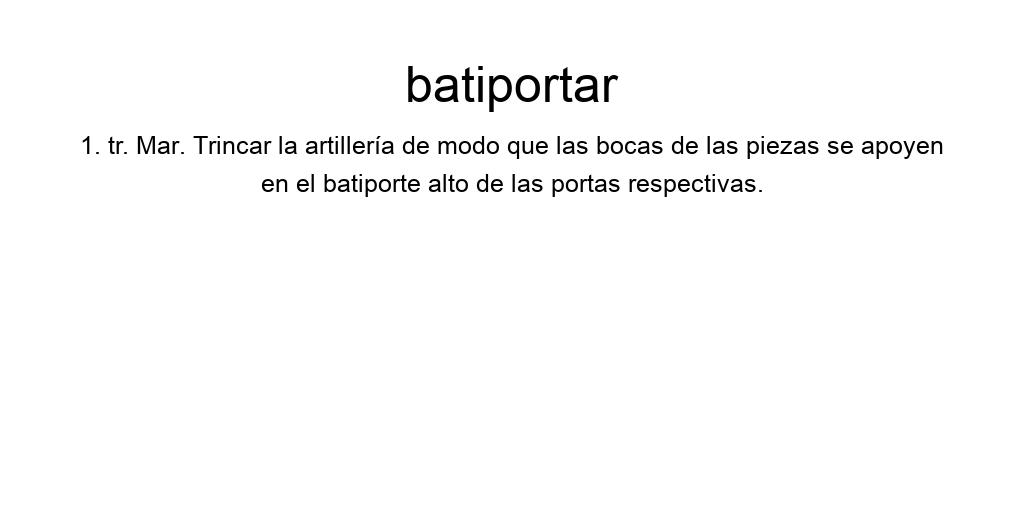 batiportar
1. tr. Mar. Trincar la artillería de modo que las bocas de las piezas se apoyen
en el batiporte alto de las portas respectivas.